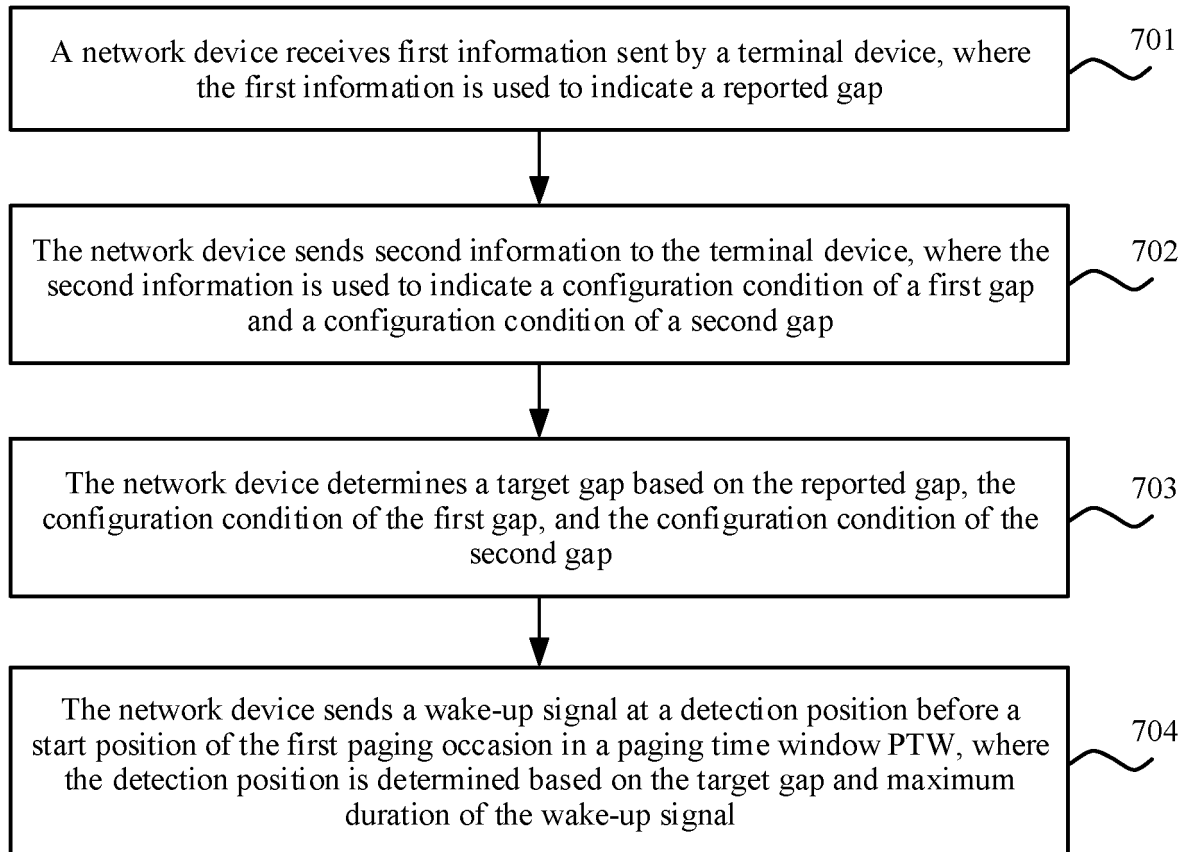 A network device receives first information sent by a terminal device, where
the first information is used to indicate a reported gap
701
The network device sends second information to the terminal device, where the
second information is used to indicate a configuration condition of a first gap
and a configuration condition of a second gap
702
The network device determines a target gap based on the reported gap, the
configuration condition of the first gap, and the configuration condition of the
second gap
703
The network device sends a wake-up signal at a detection position before a
start position of the first paging occasion in a paging time window PTW, where
the detection position is determined based on the target gap and maximum
duration of the wake-up signal
704